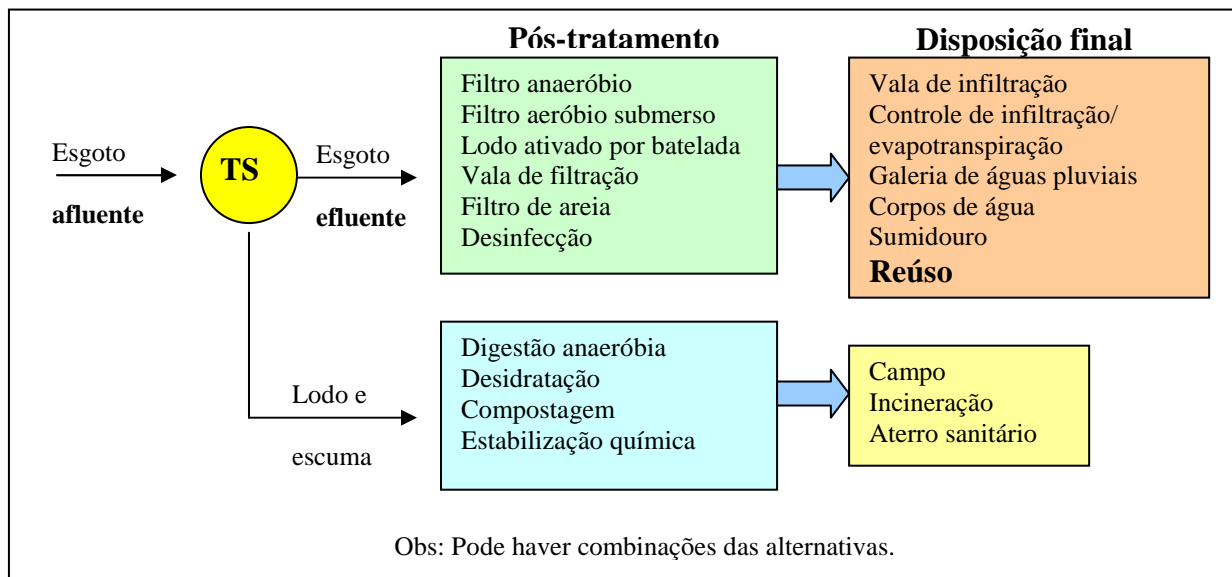 Pós-tratamento
Disposição final
Esgoto
afluente
TS
Esgoto
efluente
Filtro anaeróbio
Filtro aeróbio submerso
Lodo ativado por batelada
Vala de filtração
Filtro de areia
Desinfecção
Vala de infiltração
Controle de infiltração/
evapotranspiração
Galeria de águas pluviais
Corpos de água
Sumidouro
Reúso
Lodo e
escuma
Digestão anaeróbia
Desidratação
Compostagem
Estabilização química
Campo
Incineração
Aterro sanitário
Obs: Pode haver combinações das alternativas.